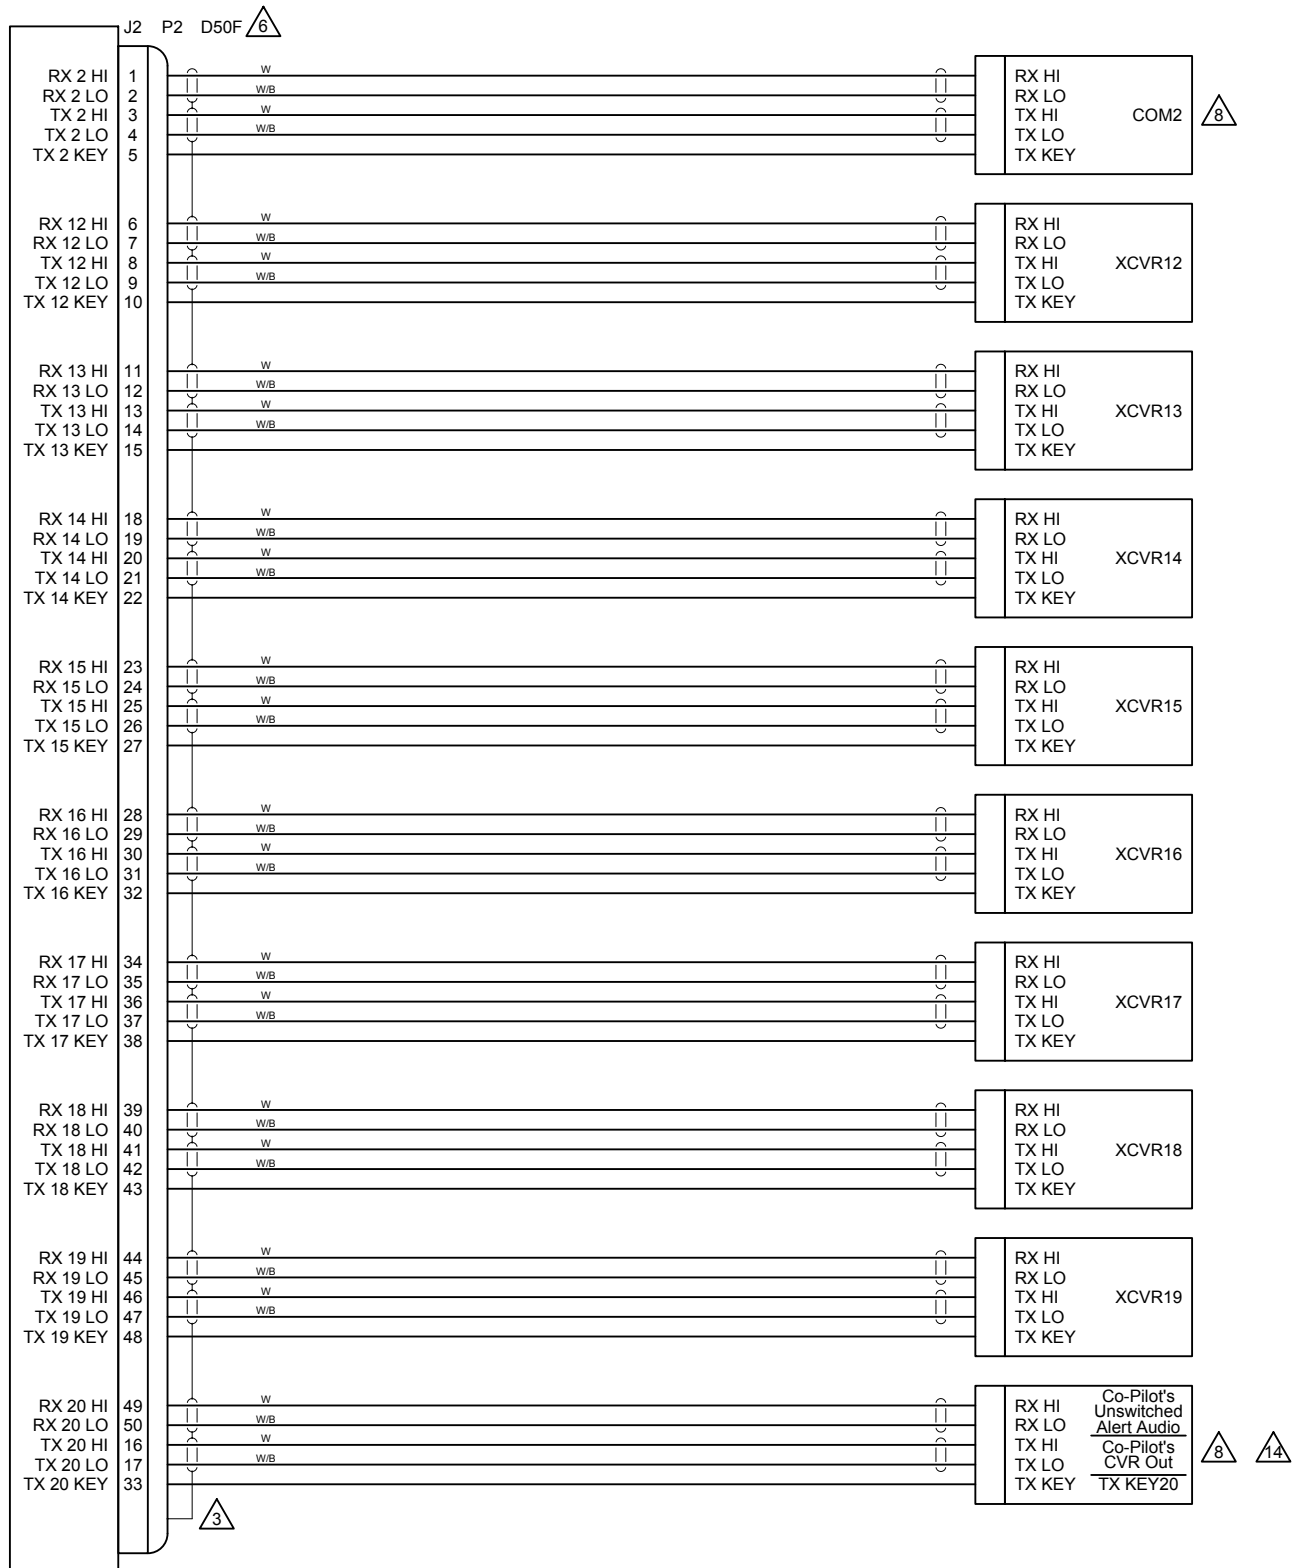 J2 P2 D50F 6
RX 2 HI 1 W RX HI
RX 2 LO 2 W/B RX LO
TX 2 HI 3 W TX HI COM2 8
TX 2 LO 4 W/B TX LO
TX 2 KEY 5 TX KEY
RX 12 HI 6 W RX HI
RX 12 LO 7 W/B RX LO
TX 12 HI 8 W TX HI XCVR12
TX 12 LO 9 W/B TX LO
TX 12 KEY 10 TX KEY
RX 13 HI 11 W RX HI
RX 13 LO 12 W/B RX LO
TX 13 HI 13 W TX HI XCVR13
TX 13 LO 14 W/B TX LO
TX 13 KEY 15 TX KEY
RX 14 HI 18 W RX HI
RX 14 LO 19 W/B RX LO
TX 14 HI 20 W TX HI XCVR14
TX 14 LO 21 W/B TX LO
TX 14 KEY 22 TX KEY
RX 15 HI 23 W RX HI
RX 15 LO 24 W/B RX LO
TX 15 HI 25 W TX HI XCVR15
TX 15 LO 26 W/B TX LO
TX 15 KEY 27 TX KEY
RX 16 HI 28 W RX HI
RX 16 LO 29 W/B RX LO
TX 16 HI 30 W TX HI XCVR16
TX 16 LO 31 W/B TX LO
TX 16 KEY 32 TX KEY
RX 17 HI 34 W RX HI
RX 17 LO 35 W/B RX LO
TX 17 HI 36 W TX HI XCVR17
TX 17 LO 37 W/B TX LO
TX 17 KEY 38 TX KEY
RX 18 HI 39 W RX HI
RX 18 LO 40 W/B RX LO
TX 18 HI 41 W TX HI XCVR18
TX 18 LO 42 W/B TX LO
TX 18 KEY 43 TX KEY
RX 19 HI 44 W RX HI
RX 19 LO 45 W/B RX LO
TX 19 HI 46 W TX HI XCVR19
TX 19 LO 47 W/B TX LO
TX 19 KEY 48 TX KEY
RX 20 HI 49 W RX HI Co-Pilot's
Unswitched
RX 20 LO 50 W/B RX LO Alert Audio
TX 20 HI 16 W TX HI Co-Pilot's 8 14
TX 20 LO 17 W/B TX LO CVR Out
TX 20 KEY 33 TX KEY TX KEY20
3